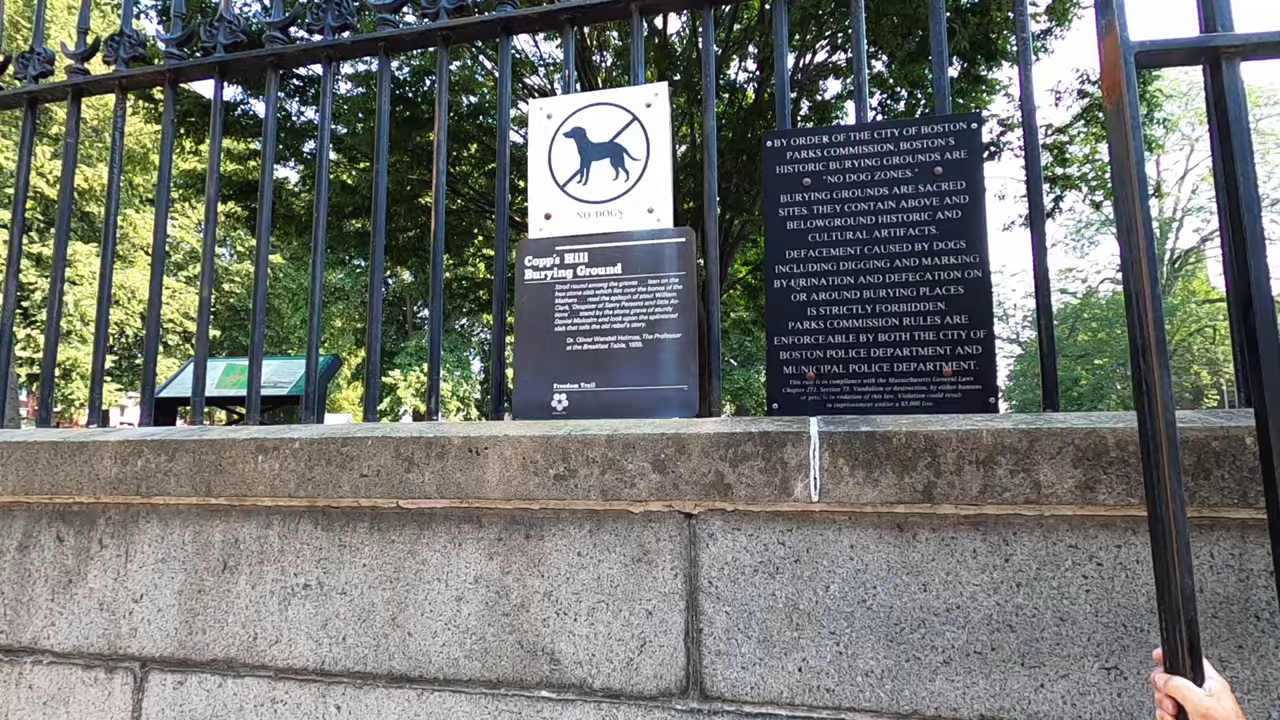 NO DOGS
Copp's Hill
Burying Ground
Stroll round among the graves . . . lean on the
free stone slab which lies over the bones of the
Mathers . . . read the epitaph of stout William
Clark, 'Despiser of Sorry Persons and little Ac-
tions' . . . stand by the stone grave of sturdy
Daniel Malcolm and look upon the splintered
slab that tells the old rebel's story.
Dr. Oliver Wendell Holmes, The Professor
at the Breakfast Table, 1859.
Freedom Trail
BY ORDER OF THE CITY OF BOSTON
PARKS COMMISSION, BOSTON'S
HISTORIC BURYING GROUNDS ARE
"NO DOG ZONES."
BURYING GROUNDS ARE SACRED
SITES. THEY CONTAIN ABOVE AND
BELOWGROUND HISTORIC AND
CULTURAL ARTIFACTS.
DEFACEMENT CAUSED BY DOGS
INCLUDING DIGGING AND MARKING
BY URINATION AND DEFECATION ON
OR AROUND BURYING PLACES
IS STRICTLY FORBIDDEN.
PARKS COMMISSION RULES ARE
ENFORCEABLE BY BOTH THE CITY OF
BOSTON POLICE DEPARTMENT AND
MUNICIPAL POLICE DEPARTMENT.
This rule is in compliance with the Massachusetts General Laws
Chapter 272, Section 73. Vandalism or destruction, by either humans
or pets, is in violation of this law. Violation could result
in imprisonment and/or a $5,000 fine.